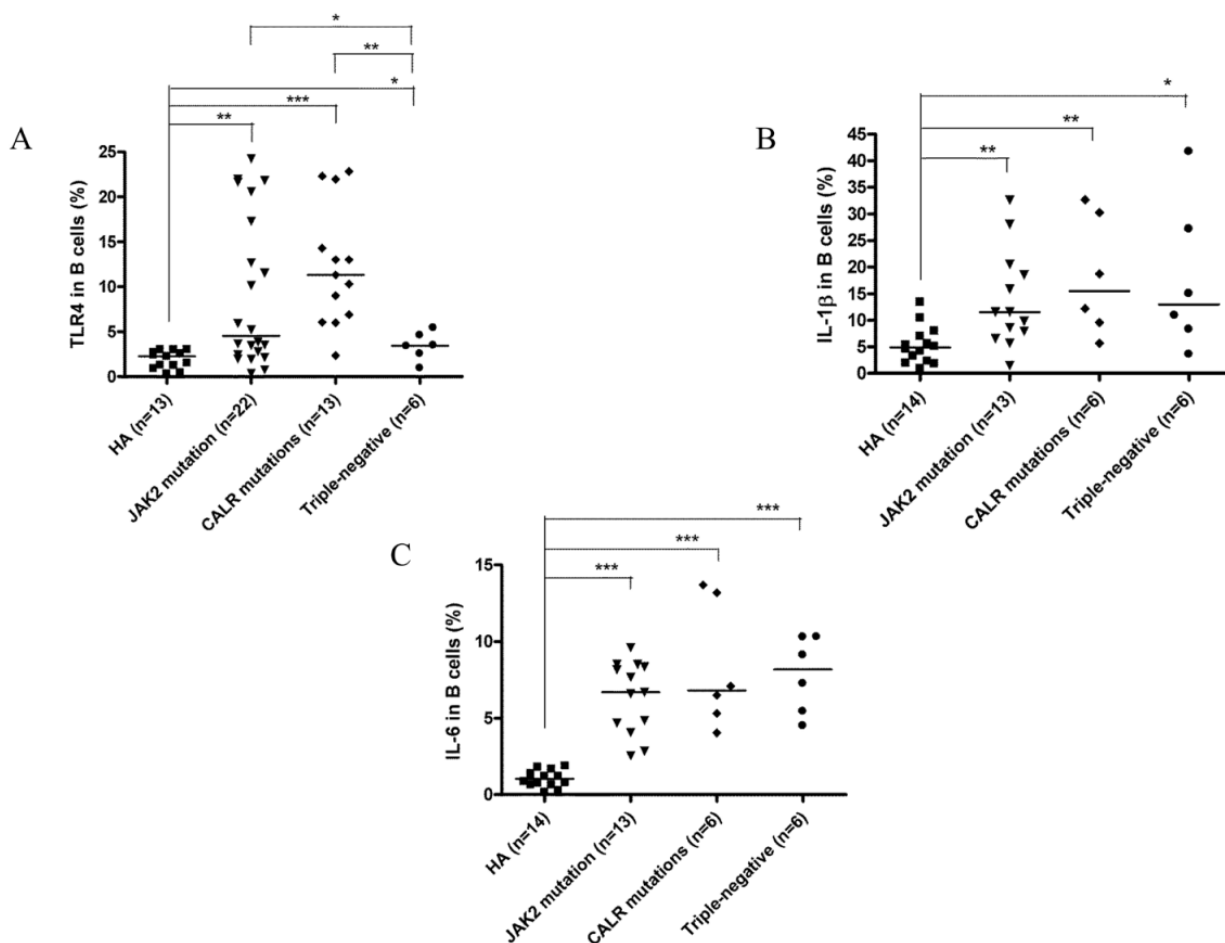 A
*
**
*
***
**
TLR4 in B cells (%)
25
20
15
10
5
0
HA (n=13)
JAK2 mutation (n=22)
CALR mutations (n=13)
Triple-negative (n=6)
B
*
**
**
IL-1β in B cells (%)
45
40
35
30
25
20
15
10
5
0
HA (n=14)
JAK2 mutation (n=13)
CALR mutations (n=6)
Triple-negative (n=6)
C
***
***
***
IL-6 in B cells (%)
15
10
5
0
HA (n=14)
JAK2 mutation (n=13)
CALR mutations (n=6)
Triple-negative (n=6)